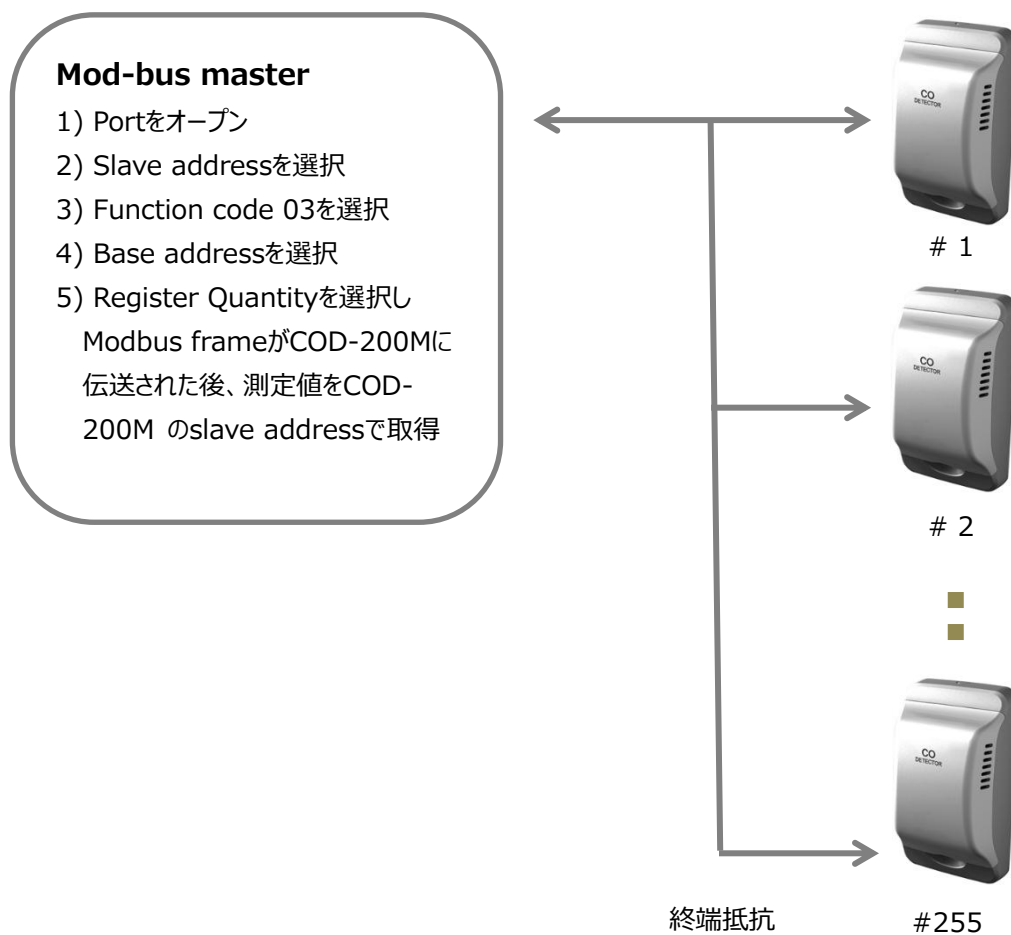 Mod-bus master
1) Portをオープン
2) Slave addressを選択
3) Function code 03を選択
4) Base addressを選択
5) Register Quantityを選択し
Modbus frameがCOD-200Mに
伝送された後、測定値をCOD-
200M のslave addressで取得
CO
DETECTOR
# 1
CO
DETECTOR
# 2
CO
DETECTOR
終端抵抗
#255